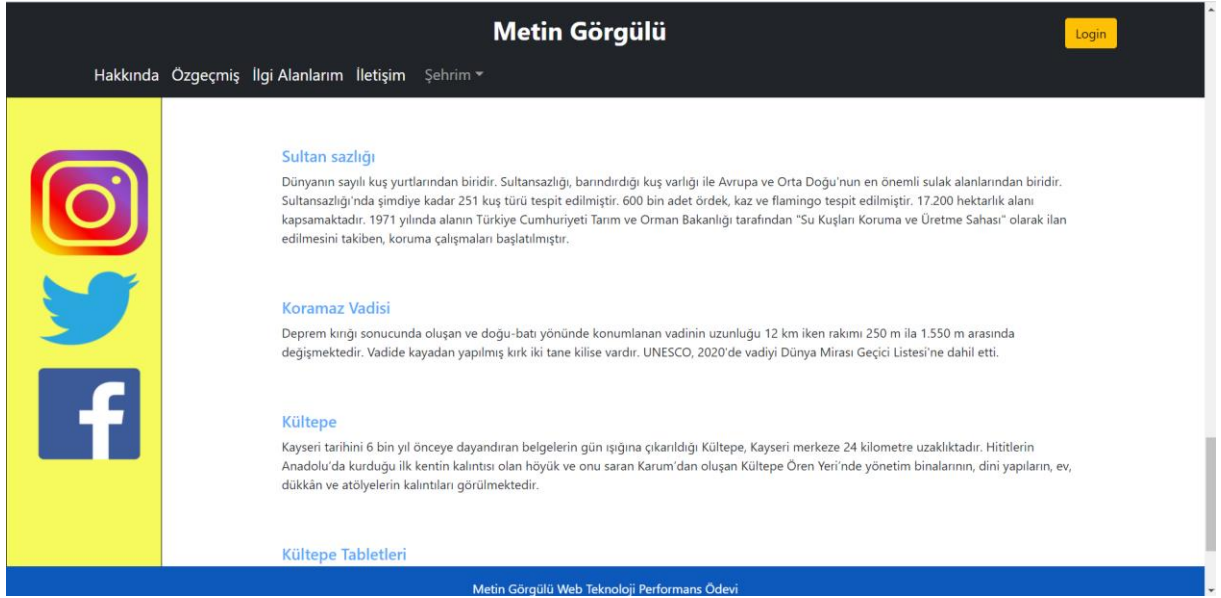 Metin Görgülü
Login
Hakkında Özgeçmiş İlgi Alanlarım İletişim Şehrim
Sultan sazlığı
Dünyanın sayılı kuş yurtlarından biridir. Sultansazlığı, barındırdığı kuş varlığı ile Avrupa ve Orta Doğu'nun en önemli sulak alanlarından biridir.
Sultansazlığı'nda şimdiye kadar 251 kuş türü tespit edilmiştir. 600 bin adet ördek, kaz ve flamingo tespit edilmiştir. 17.200 hektarlık alanı
kapsamaktadır. 1971 yılında alanın Türkiye Cumhuriyeti Tarım ve Orman Bakanlığı tarafından "Su Kuşları Koruma ve Üretme Sahası" olarak ilan
edilmesini takiben, koruma çalışmaları başlatılmıştır.
Koramaz Vadisi
Deprem kırığı sonucunda oluşan ve doğu-batı yönünde konumlanan vadinin uzunluğu 12 km iken rakımı 250 m ila 1.550 m arasında
değişmektedir. Vadide kayadan yapılmış kırk iki tane kilise vardır. UNESCO, 2020'de vadiyi Dünya Mirası Geçici Listesi'ne dahil etti.
Kültepe
Kayseri tarihini 6 bin yıl önceye dayandıran belgelerin gün ışığına çıkarıldığı Kültepe, Kayseri merkeze 24 kilometre uzaklıktadır. Hititlerin
Anadolu'da kurduğu ilk kentin kalıntısı olan höyük ve onu saran Karum'dan oluşan Kültepe Ören Yeri'nde yönetim binalarının, dini yapıların, ev,
dükkân ve atölyelerin kalıntıları görülmektedir.
Kültepe Tabletleri
Metin Görgülü Web Teknoloji Performans Ödevi